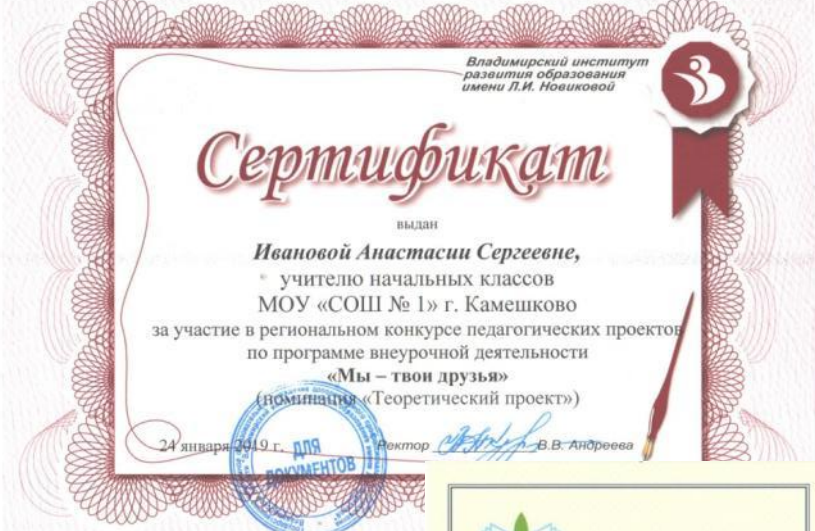 Владимирский институт
развития образования
имени Л.И. Новиковой
Сертификат
выдан
Ивановой Анастасии Сергеевне,
учителю начальных классов
МОУ «СОШ № 1» г. Камешково
за участие в региональном конкурсе педагогических проектов
по программе внеурочной деятельности
«Мы – твои друзья»
(номинация «Теоретический проект»)
24 января 2019 г.
ДЛЯ
ДОКУМЕНТОВ
Ректор В.В. Андреева